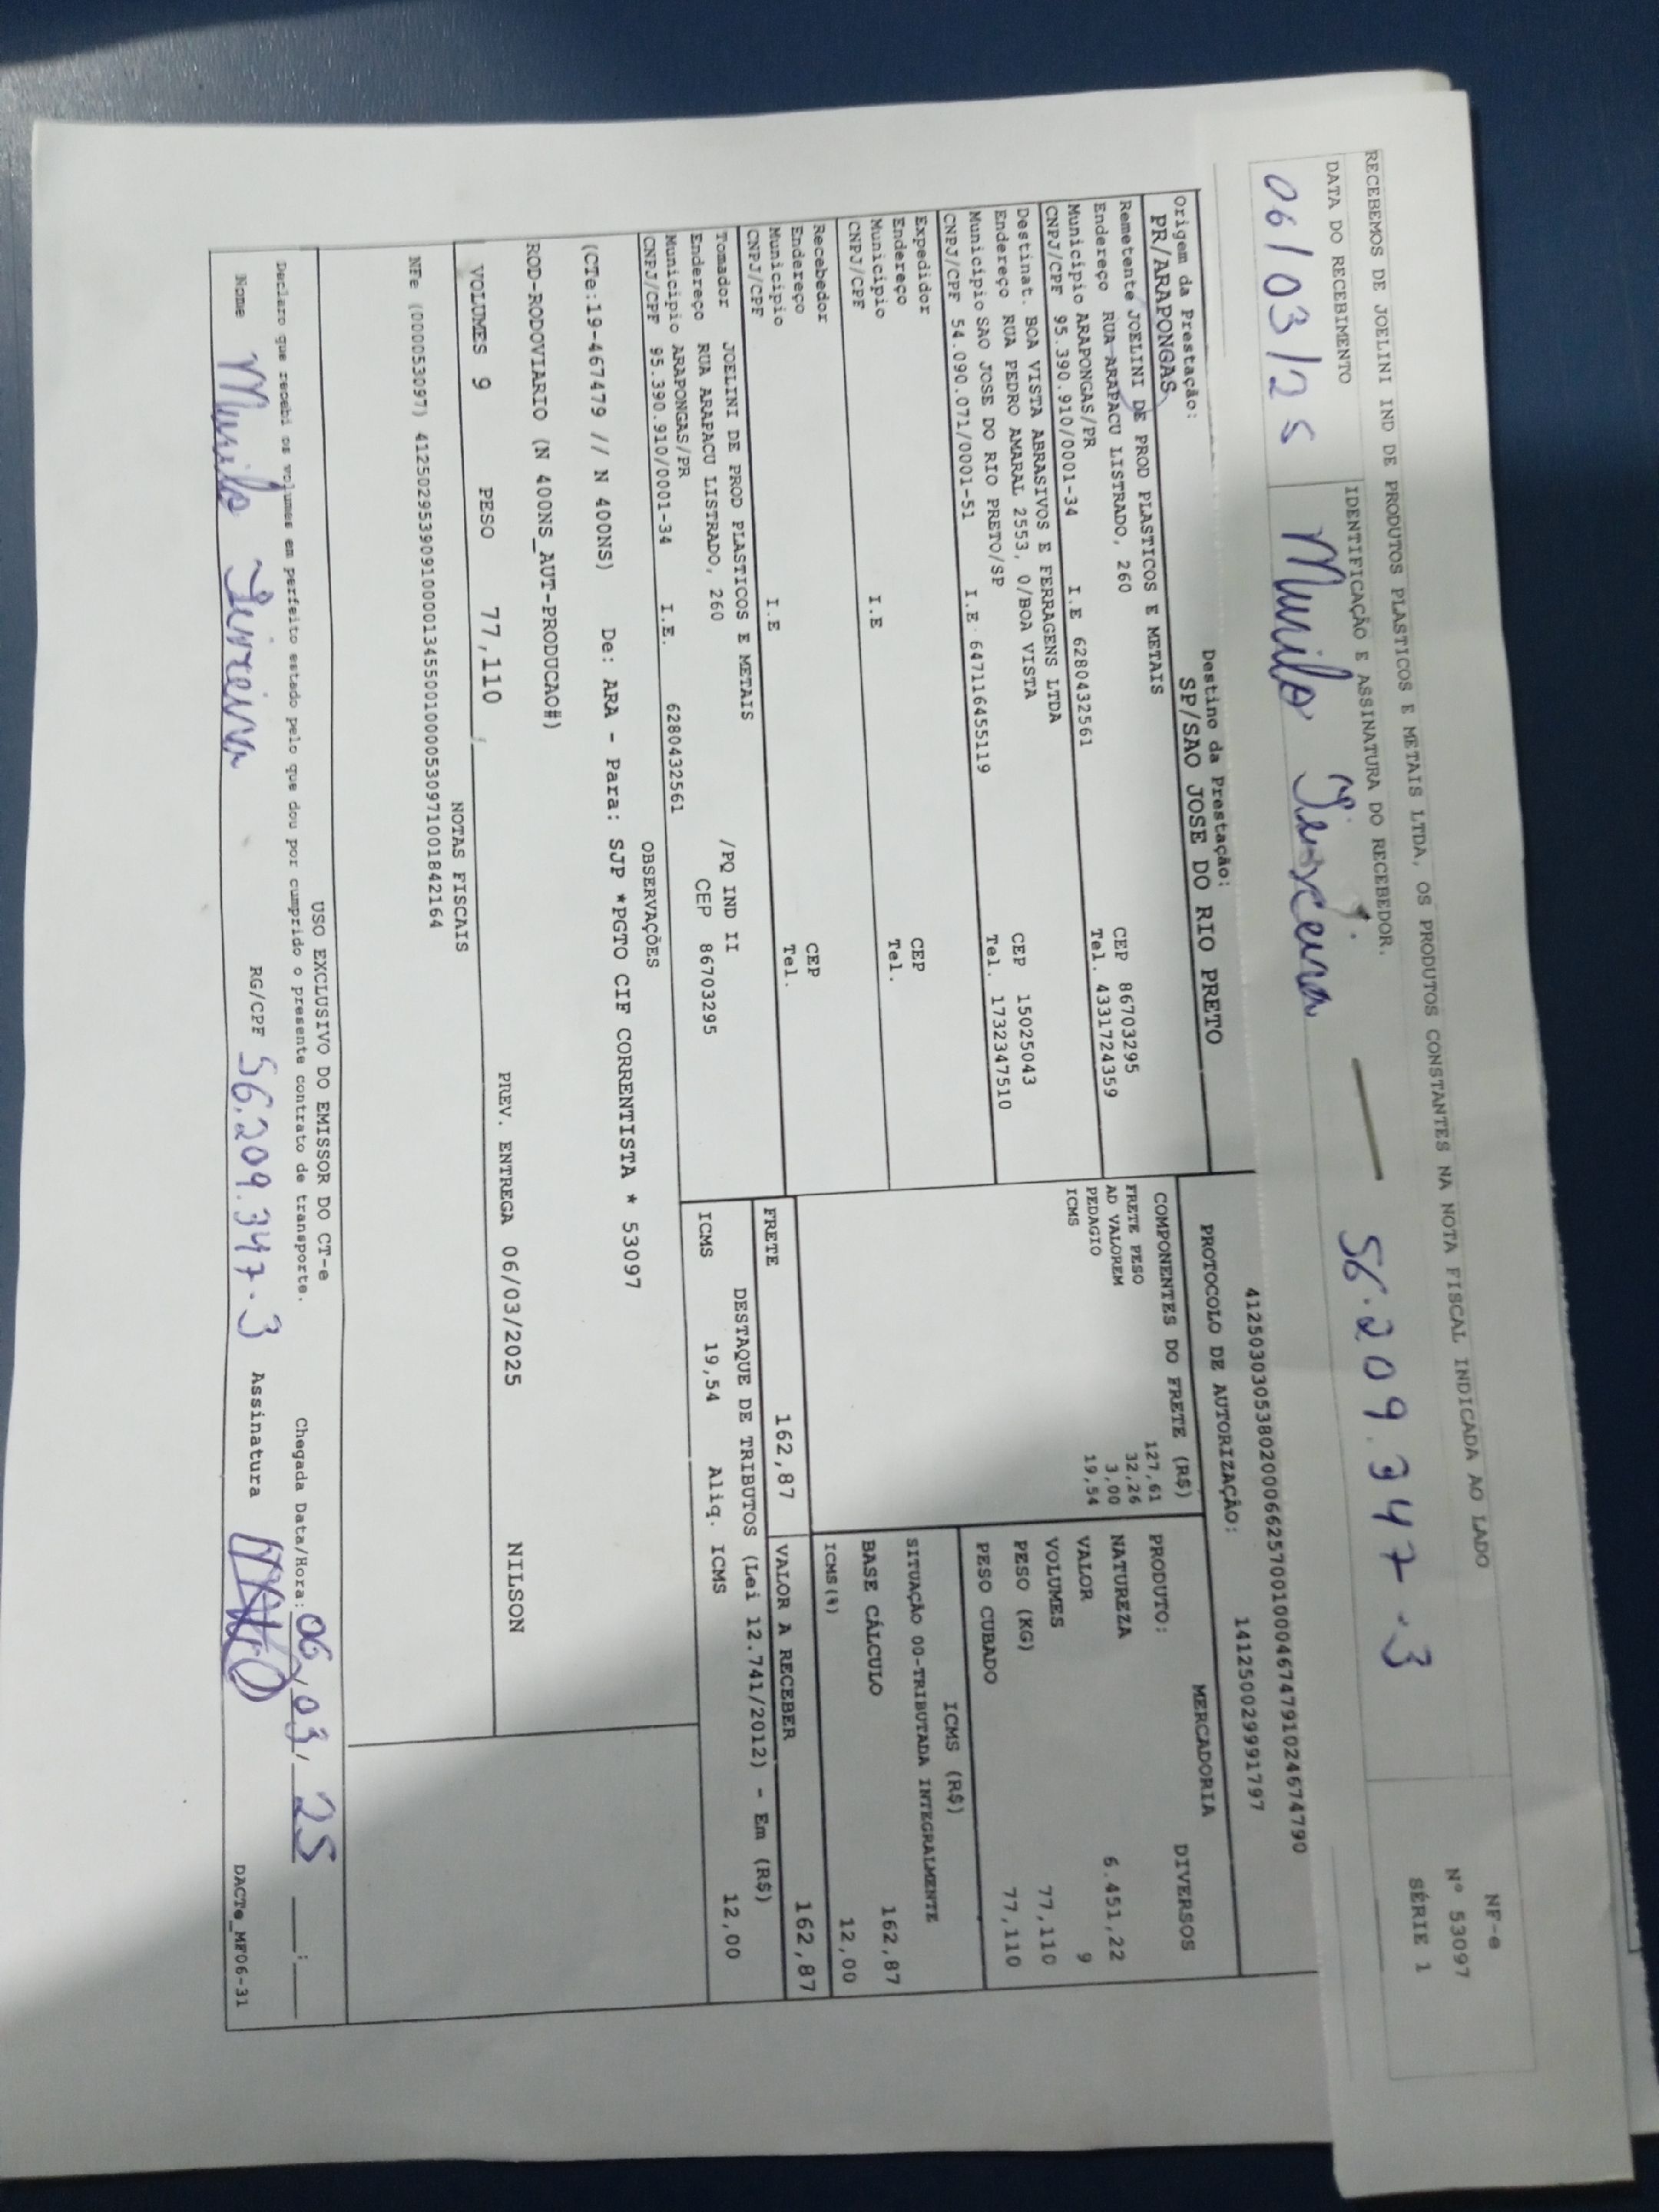 RECEBEMOS DE JOELINI IND DE PRODUTOS PLASTICOS E METAIS LTDA, OS PRODUTOS CONSTANTES NA NOTA FISCAL INDICADA AO LADO
DATA DO RECEBIMENTO IDENTIFICAÇÃO E ASSINATURA DO RECEBEDOR.
06/03/25 Murilo 56.209.347-3
NF-e
Nº 53097
SÉRIE 1
41250303053802000662570010004674791024674790
PROTOCOLO DE AUTORIZAÇÃO: 141250029991797
Origem da Prestação: Destino da Prestação:
PR/ARAPONGAS SP/SAO JOSE DO RIO PRETO
Remetente JOELINI DE PROD PLASTICOS E METAIS
Endereço RUA ARAPACU LISTRADO, 260 CEP 86703295
Município ARAPONGAS/PR Tel. 4331724359
CNPJ/CPF 95.390.910/0001-34 I.E 6280432561
Destinat. BOA VISTA ABRASIVOS E FERRAGENS LTDA
Endereço RUA PEDRO AMARAL 2553, 0/BOA VISTA CEP 15025043
Município SAO JOSE DO RIO PRETO/SP Tel. 1732347510
CNPJ/CPF 54.090.071/0001-51 I.E 647116455119
Expedidor
Endereço CEP
Município Tel.
CNPJ/CPF I.E
Recebedor
Endereço CEP
Município Tel.
CNPJ/CPF I.E
Tomador JOELINI DE PROD PLASTICOS E METAIS
Endereço RUA ARAPACU LISTRADO, 260 /PQ IND II
Município ARAPONGAS/PR CEP 86703295
CNPJ/CPF 95.390.910/0001-34 I.E. 6280432561
COMPONENTES DO FRETE (R$)
FRETE PESO 127,61
AD VALOREM 32,26
PEDAGIO 3,00
ICMS 19,54
MERCADORIA
PRODUTO: DIVERSOS
NATUREZA
VALOR 6.451,22
VOLUMES 9
PESO (KG) 77,110
PESO CUBADO 77,110
ICMS (R$)
SITUAÇÃO 00-TRIBUTADA INTEGRALMENTE
BASE CÁLCULO 162,87
ICMS(%) 12,00
FRETE 162,87 VALOR A RECEBER 162,87
DESTAQUE DE TRIBUTOS (Lei 12.741/2012) - Em (R$)
ICMS 19,54 Aliq. ICMS 12,00
OBSERVAÇÕES
(CTe:19-467479 // N 400NS) De: ARA - Para: SJP *PGTO CIF CORRENTISTA * 53097
ROD-RODOVIARIO (N 400NS_AUT-PRODUCAO#)
VOLUMES 9 PESO 77,110 PREV. ENTREGA 06/03/2025 NILSON
NOTAS FISCAIS
NFe (000053097) 41250295390910000134550010000530971001842164
USO EXCLUSIVO DO EMISSOR DO CT-e
Declaro que recebi os volumes em perfeito estado pelo que dou por cumprido o presente contrato de transporte. Chegada Data/Hora: 06/03/25 __:__
Nome Murilo RG/CPF 56.209.347-3 Assinatura DACTe_MF06-31